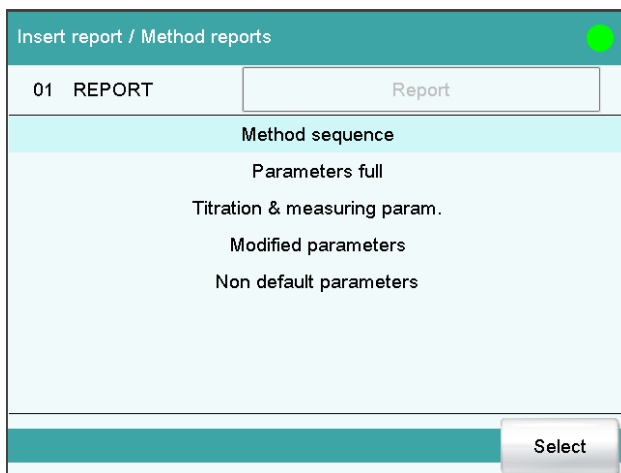 Insert report / Method reports
01 REPORT Report
Method sequence
Parameters full
Titration & measuring param.
Modified parameters
Non default parameters
Select